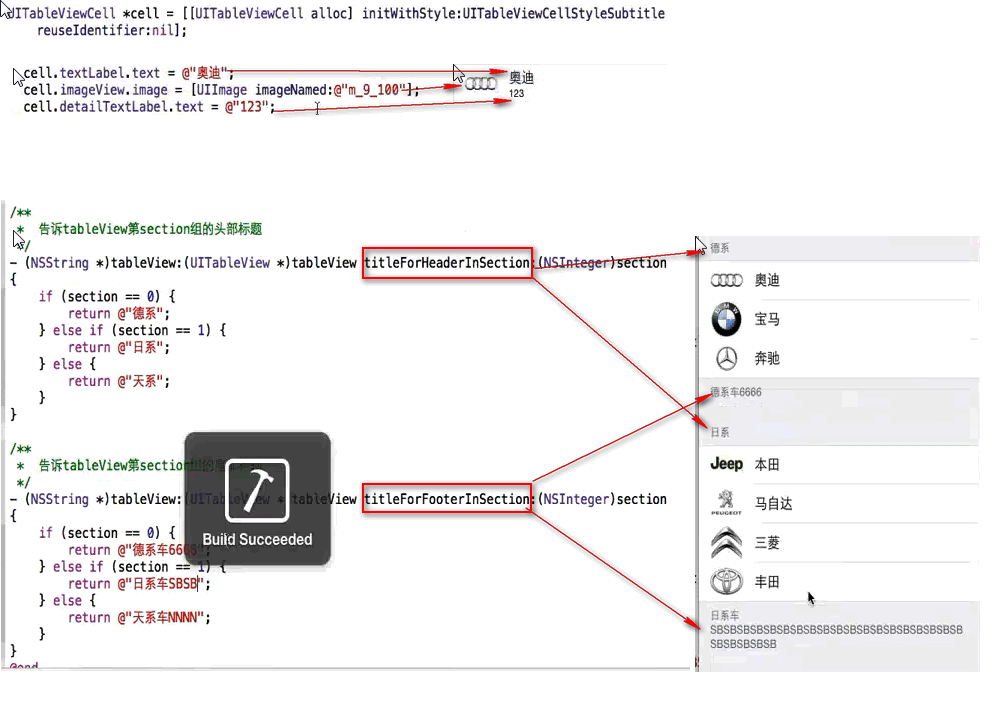 UITableViewCell *cell = [[UITableViewCell alloc] initWithStyle:UITableViewCellStyleSubtitle
reuseIdentifier:nil];
cell.textLabel.text = @"奥迪";
cell.imageView.image = [UIImage imageNamed:@"m_9_100"];
cell.detailTextLabel.text = @"123";
奥迪
123
/**
* 告诉tableView第section组的头部标题
*/
- (NSString *)tableView:(UITableView *)tableView titleForHeaderInSection:(NSInteger)section
{
if (section == 0) {
return @"德系";
} else if (section == 1) {
return @"日系";
} else {
return @"天系";
}
}
/**
* 告诉tableView第section组的
*/
- (NSString *)tableView:(UITableView * tableView titleForFooterInSection:(NSInteger)section
{
if (section == 0) {
return @"德系车6666";
} else if (section == 1) {
return @"日系车SBSB";
} else {
return @"天系车NNNN";
}
}
@end
Build Succeeded
德系
奥迪
BMW
宝马
奔驰
德系车6666
日系
Jeep
本田
PEUGEOT
马自达
三菱
丰田
日系车
SBSBSBSBSBSBSBSBSBSBSBSBSBSBSBSBSBSBSB
SBSBSBSBSB